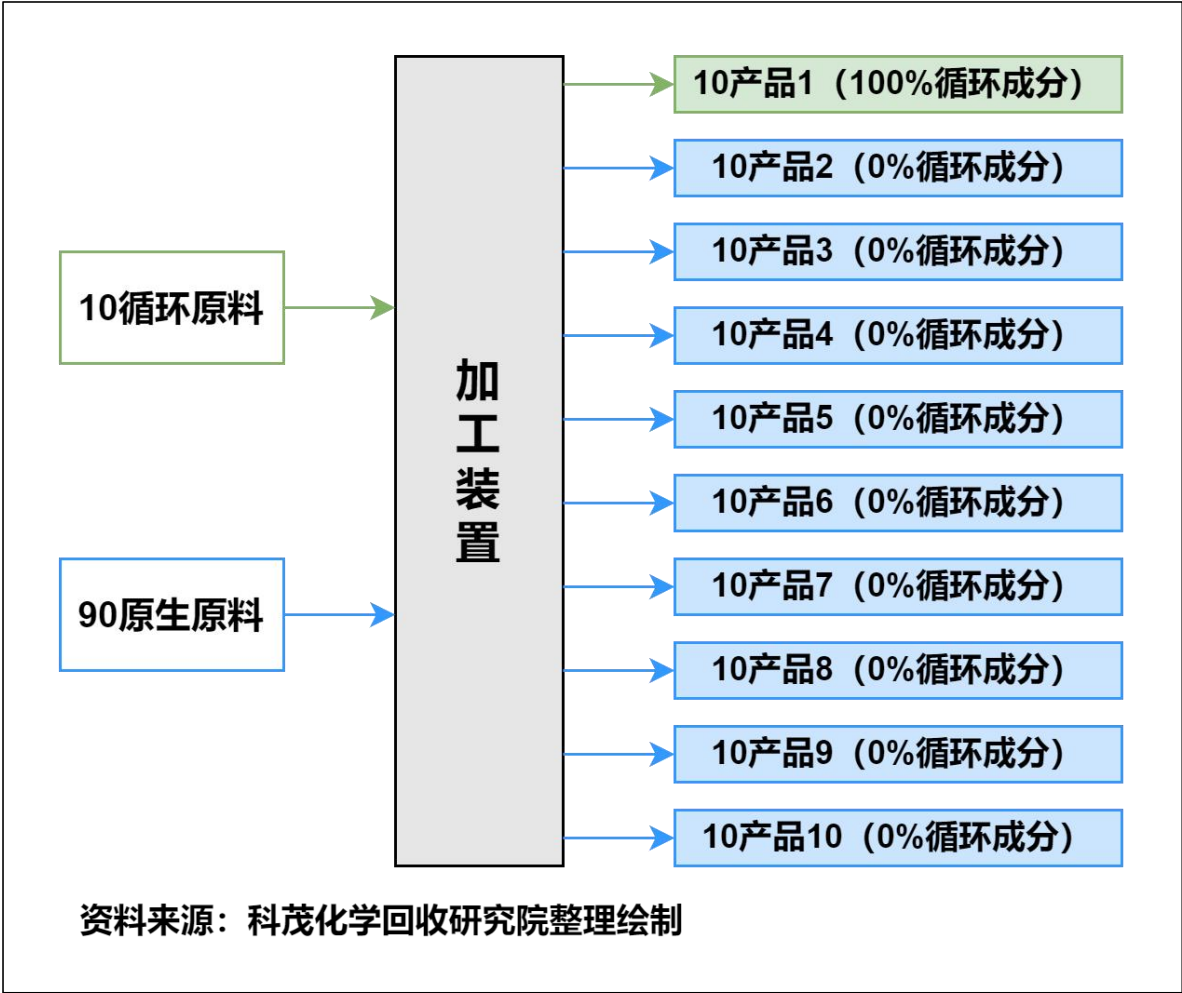 10产品1（100%循环成分）
10产品2（0%循环成分）
10产品3（0%循环成分）
10循环原料
10产品4（0%循环成分）
加工装置
10产品5（0%循环成分）
10产品6（0%循环成分）
90原生原料
10产品7（0%循环成分）
10产品8（0%循环成分）
10产品9（0%循环成分）
10产品10（0%循环成分）
资料来源：科茂化学回收研究院整理绘制